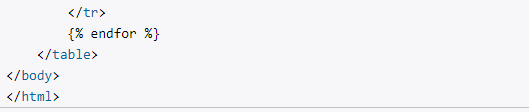 </tr>
        {% endfor %}
    </table>
</body>
</html>